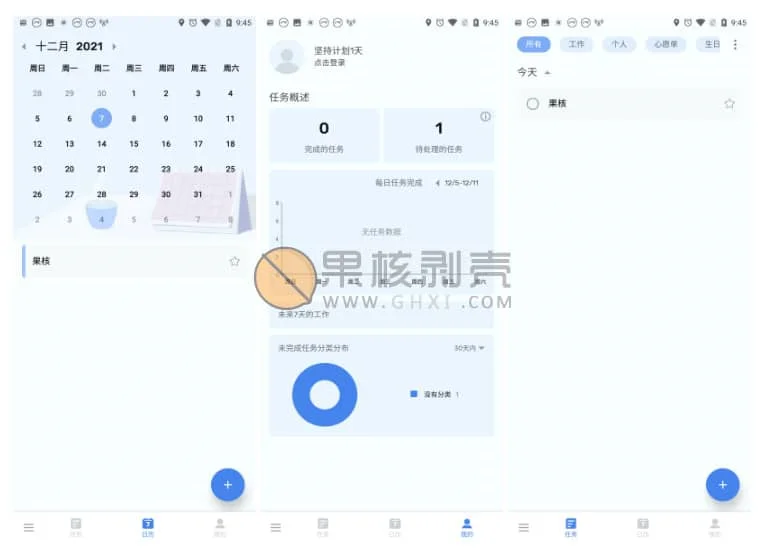 9:45
十二月 2021
周日 周一 周二 周三 周四 周五 周六
28 29 30 1 2 3 4
5 6 7 8 9 10 11
12 13 14 15 16 17 18
19 20 21 22 23 24 25
26 27 28 29 30 31 1
2 3 4 5 6 7 8
果核
+
任务 日历 我的
9:45
坚持计划1天
点击登录
任务概述
0
完成的任务
1
待处理的任务
每日任务完成 12/5-12/11
无任务数据
周日 周一 周二 周三 周四 周五 周六
未来7天的工作
未完成任务分类分布 30天内
没有分类 1
任务 日历 我的
9:45
所有 工作 个人 心愿单 生日
今天
果核
+
任务 日历 我的
果核剥壳
WWW.GHXI.COM